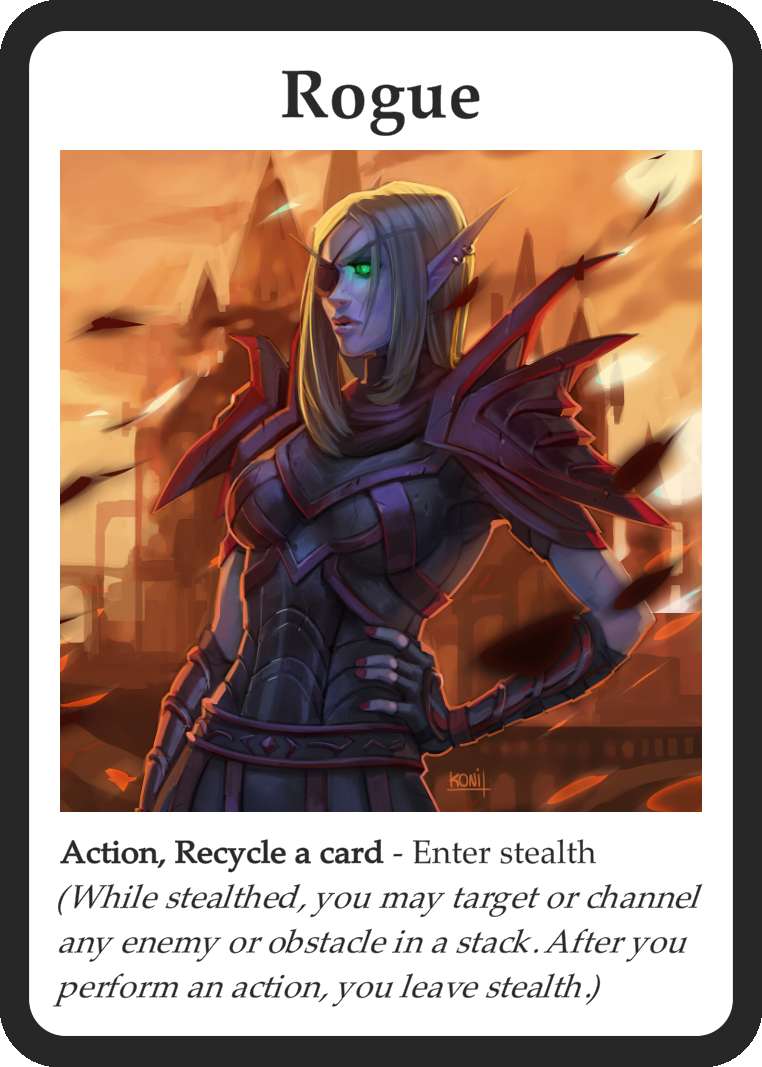 Rogue
KONI
Action, Recycle a card - Enter stealth
(While stealthed, you may target or channel
any enemy or obstacle in a stack. After you
perform an action, you leave stealth.)